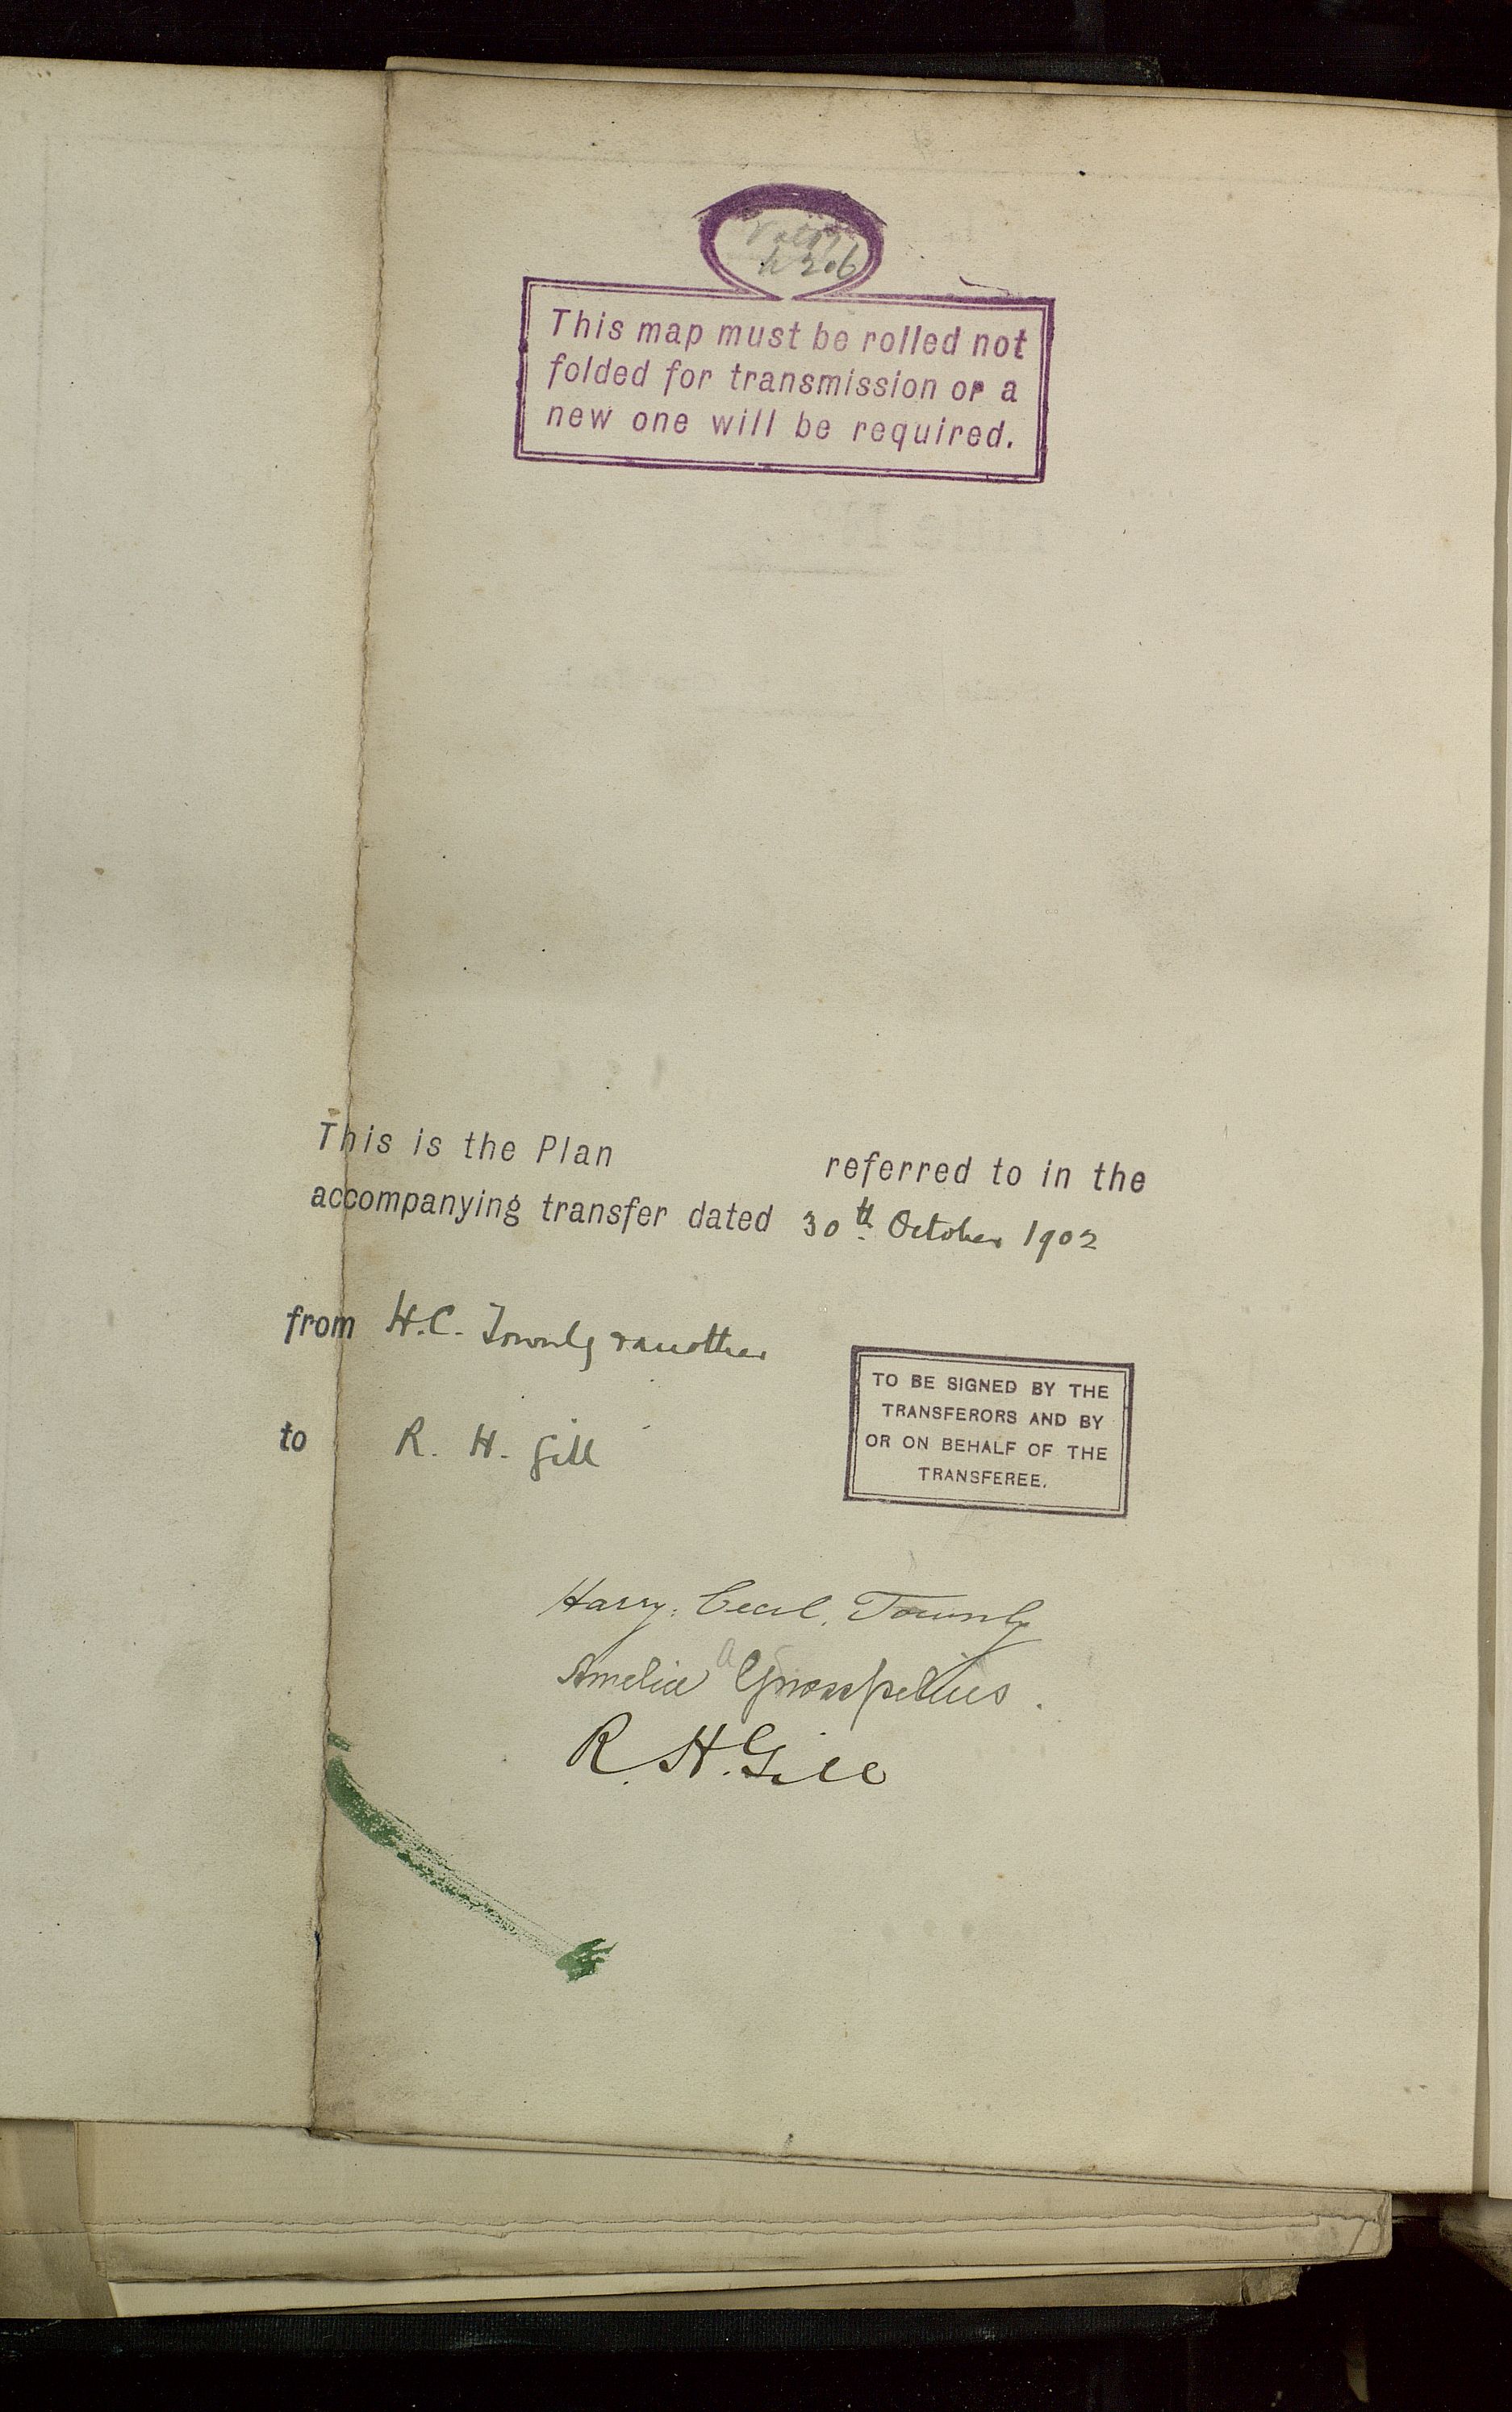 This map must be rolled not
folded for transmission or a
new one will be required.
This is the Plan referred to in the
accompanying transfer dated 30th October 1902
from H.C. Townly & another
to R. H. Gill
TO BE SIGNED BY THE
TRANSFERORS AND BY
OR ON BEHALF OF THE
TRANSFEREE.
Harry. Cecil. Townly
Amelia Gnosspelius.
R. H. Gill